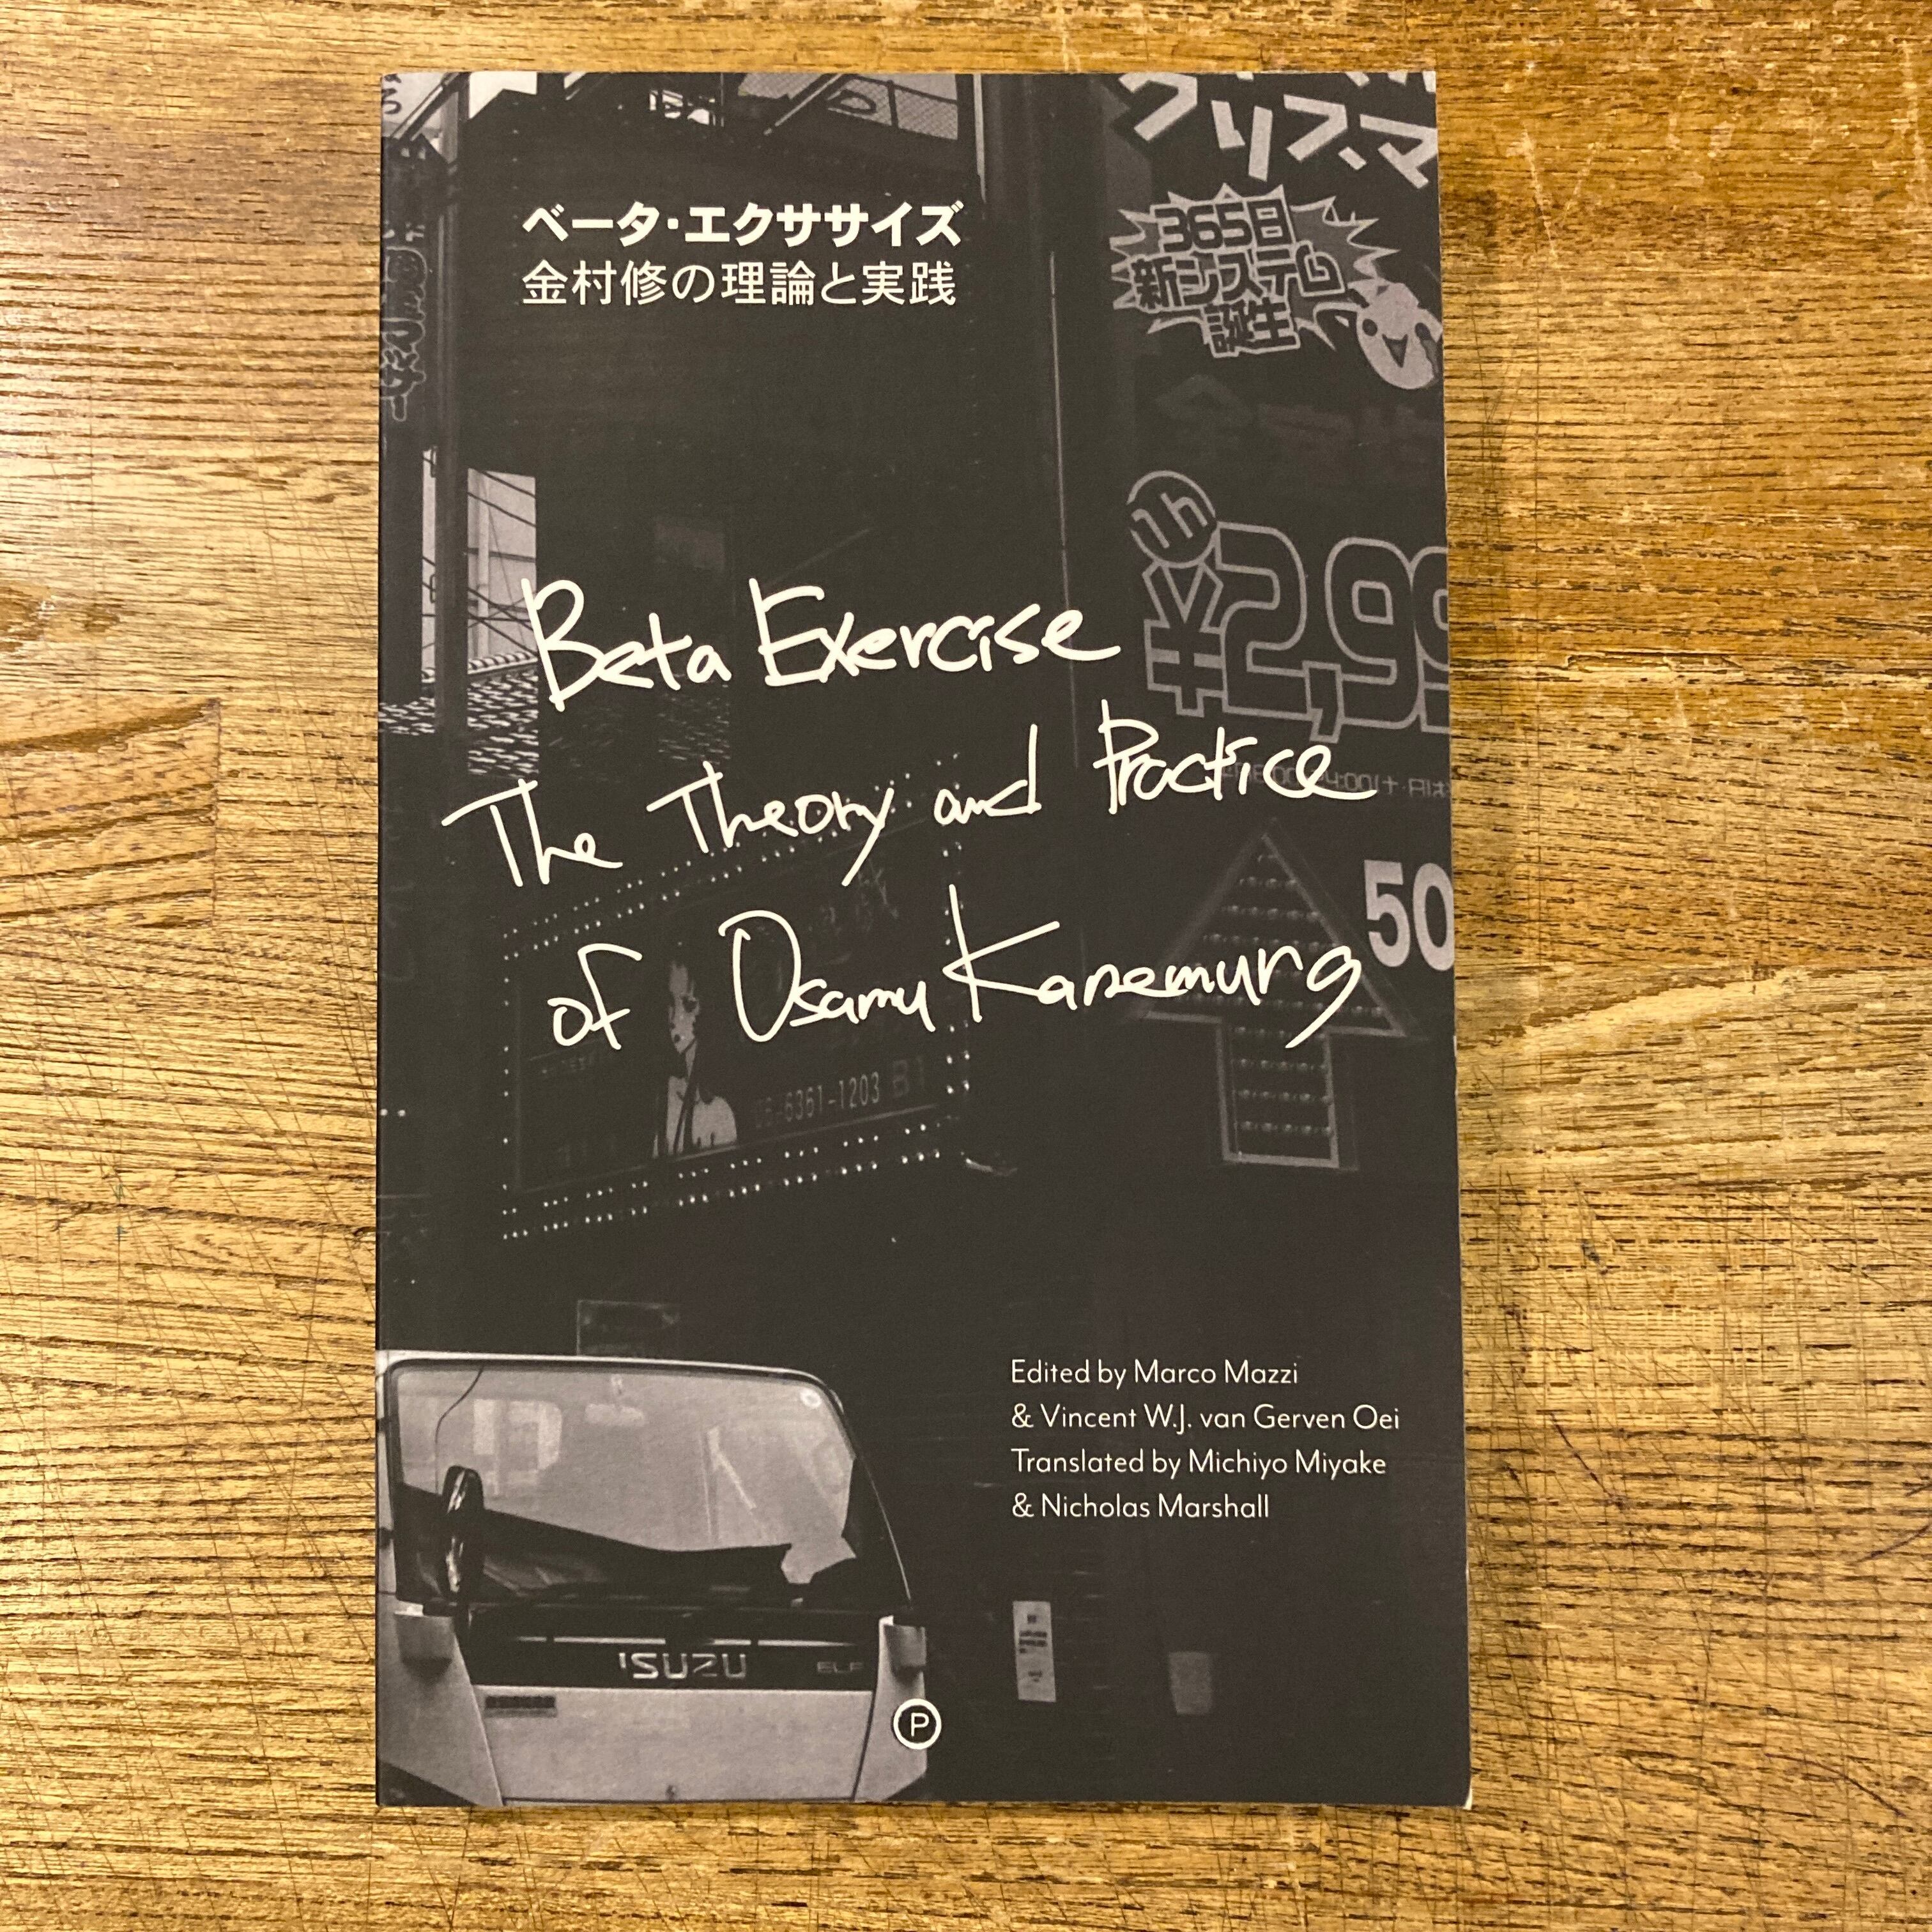 クリスマ
ベータ・エクササイズ
金村修の理論と実践
365日
新システム
誕生
1h
¥2,99
Beta Exercise
The Theory and Practice
of Osamu Kanemura
50
06-6361-1203 B1
Edited by Marco Mazzi
& Vincent W.J. van Gerven Oei
Translated by Michiyo Miyake
& Nicholas Marshall
ISUZU ELF
P